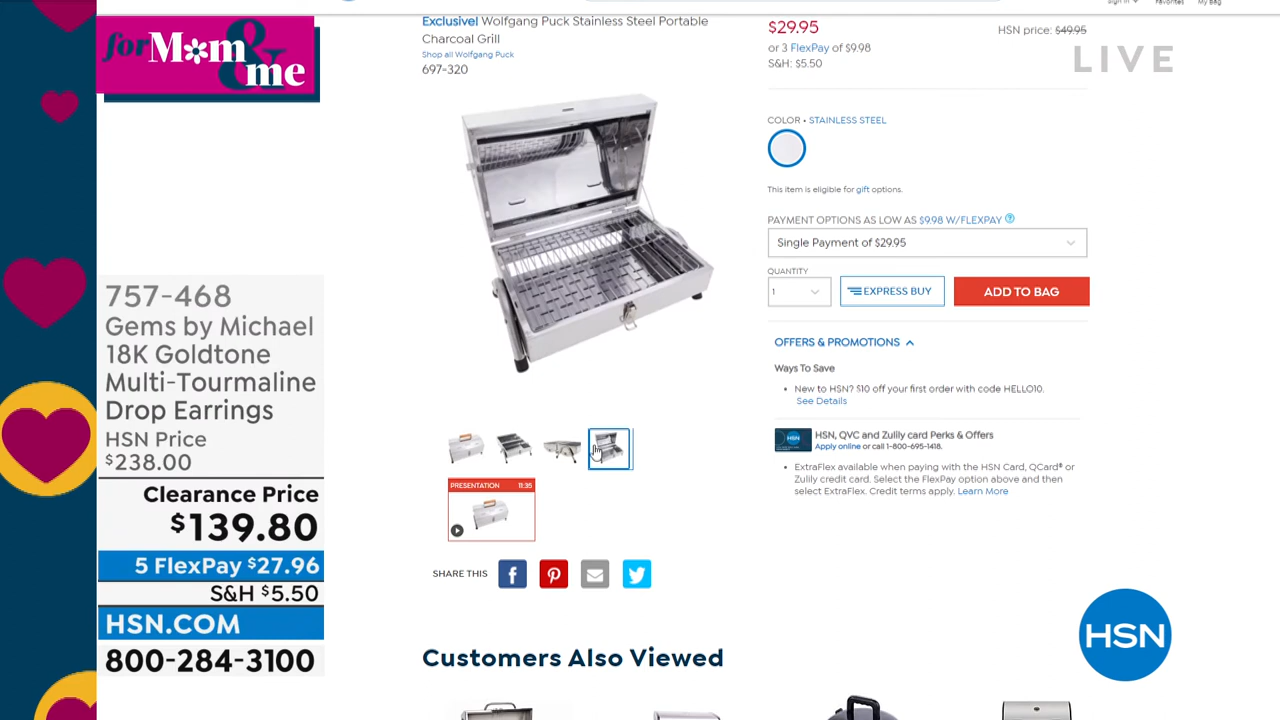 for Mom
& me
757-468
Gems by Michael
18K Goldtone
Multi-Tourmaline
Drop Earrings
HSN Price
$238.00
Clearance Price
$139.80
5 FlexPay $27.96
S&H $5.50
HSN.COM
800-284-3100
Exclusive! Wolfgang Puck Stainless Steel Portable
Charcoal Grill
Shop all Wolfgang Puck
697-320
PRESENTATION 11:35
SHARE THIS
Customers Also Viewed
Sign In
Favorites
My Bag
$29.95
HSN price: $49.95
or 3 FlexPay of $9.98
S&H: $5.50
LIVE
COLOR • STAINLESS STEEL
This item is eligible for gift options.
PAYMENT OPTIONS AS LOW AS $9.98 W/FLEXPAY ?
Single Payment of $29.95
QUANTITY
1
EXPRESS BUY
ADD TO BAG
OFFERS & PROMOTIONS
Ways To Save
• New to HSN? $10 off your first order with code HELLO10.
See Details
HSN
HSN, QVC and Zulily card Perks & Offers
Apply online or call 1-800-695-1418.
• ExtraFlex available when paying with the HSN Card, QCard® or
Zulily credit card. Select the FlexPay option above and then
select ExtraFlex. Credit terms apply. Learn More
HSN